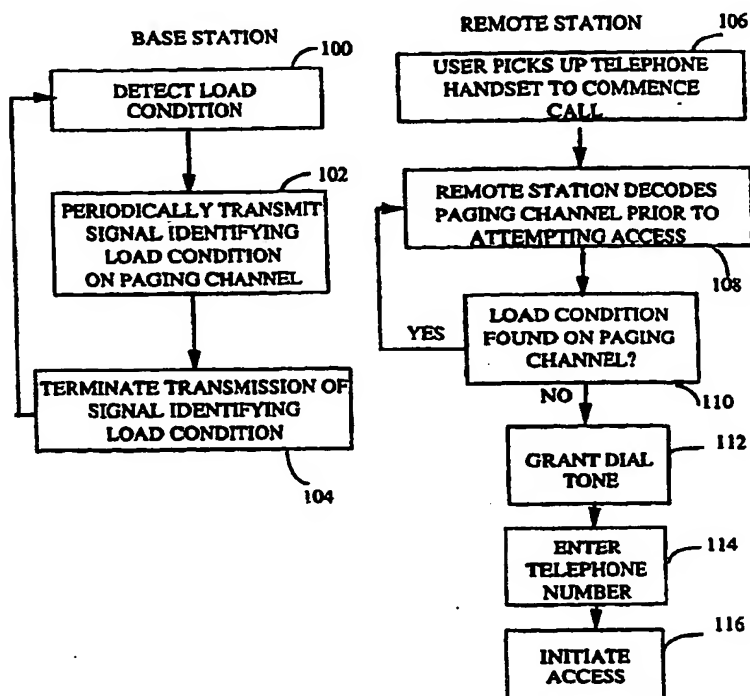 BASE STATION
100
DETECT LOAD
CONDITION
102
PERIODICALLY TRANSMIT
SIGNAL IDENTIFYING
LOAD CONDITION
ON PAGING CHANNEL
TERMINATE TRANSMISSION OF
SIGNAL IDENTIFYING
LOAD CONDITION
104
REMOTE STATION
106
USER PICKS UP TELEPHONE
HANDSET TO COMMENCE
CALL
REMOTE STATION DECODES
PAGING CHANNEL PRIOR TO
ATTEMPTING ACCESS
108
YES
LOAD CONDITION
FOUND ON PAGING
CHANNEL?
NO
110
112
GRANT DIAL
TONE
114
ENTER
TELEPHONE
NUMBER
116
INITIATE
ACCESS